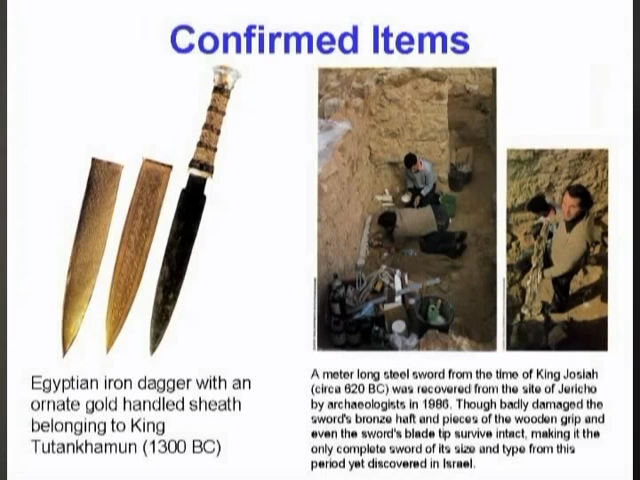 Confirmed Items
Egyptian iron dagger with an
ornate gold handled sheath
belonging to King
Tutankhamun (1300 BC)
A meter long steel sword from the time of King Josiah
(circa 620 BC) was recovered from the site of Jericho
by archaeologists in 1986. Though badly damaged the
sword's bronze haft and pieces of the wooden grip and
even the sword's blade tip survive intact, making it the
only complete sword of its size and type from this
period yet discovered in Israel.